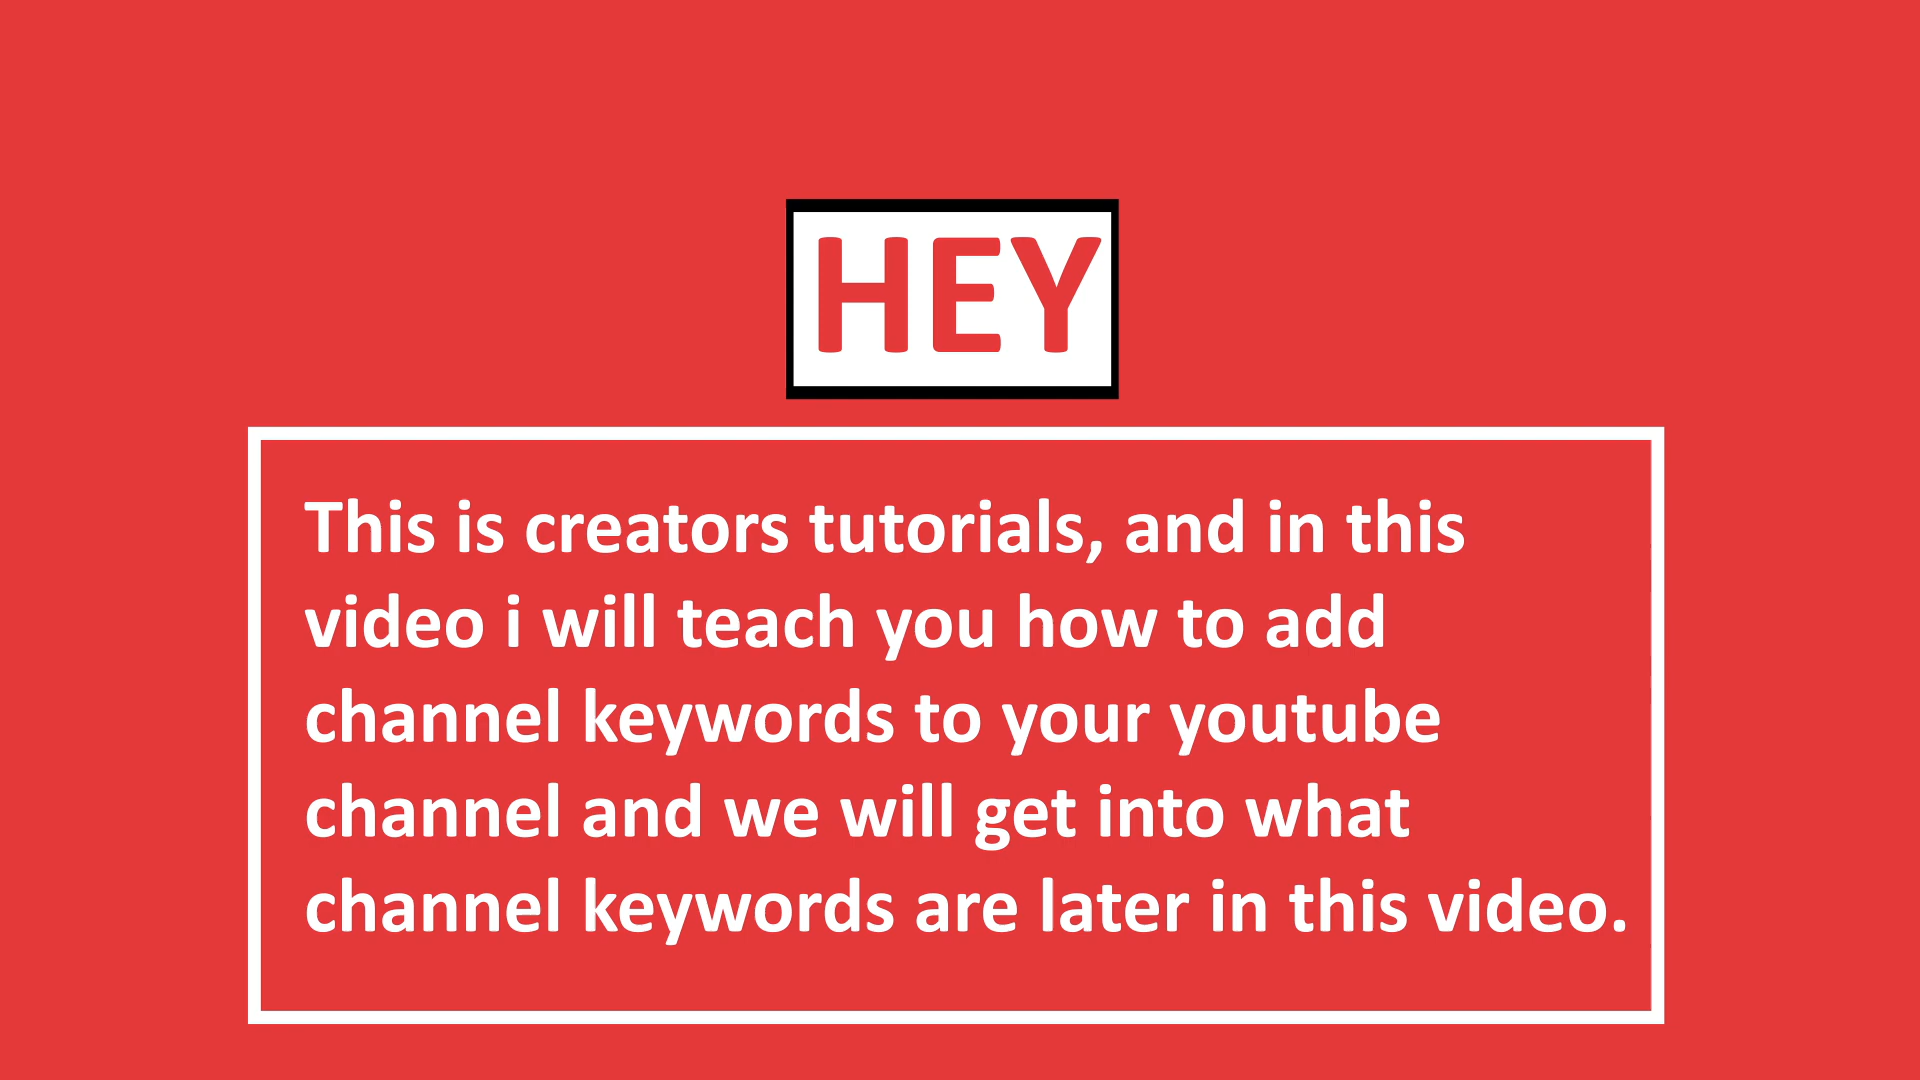 HEY
This is creators tutorials, and in this
video i will teach you how to add
channel keywords to your youtube
channel and we will get into what
channel keywords are later in this video.